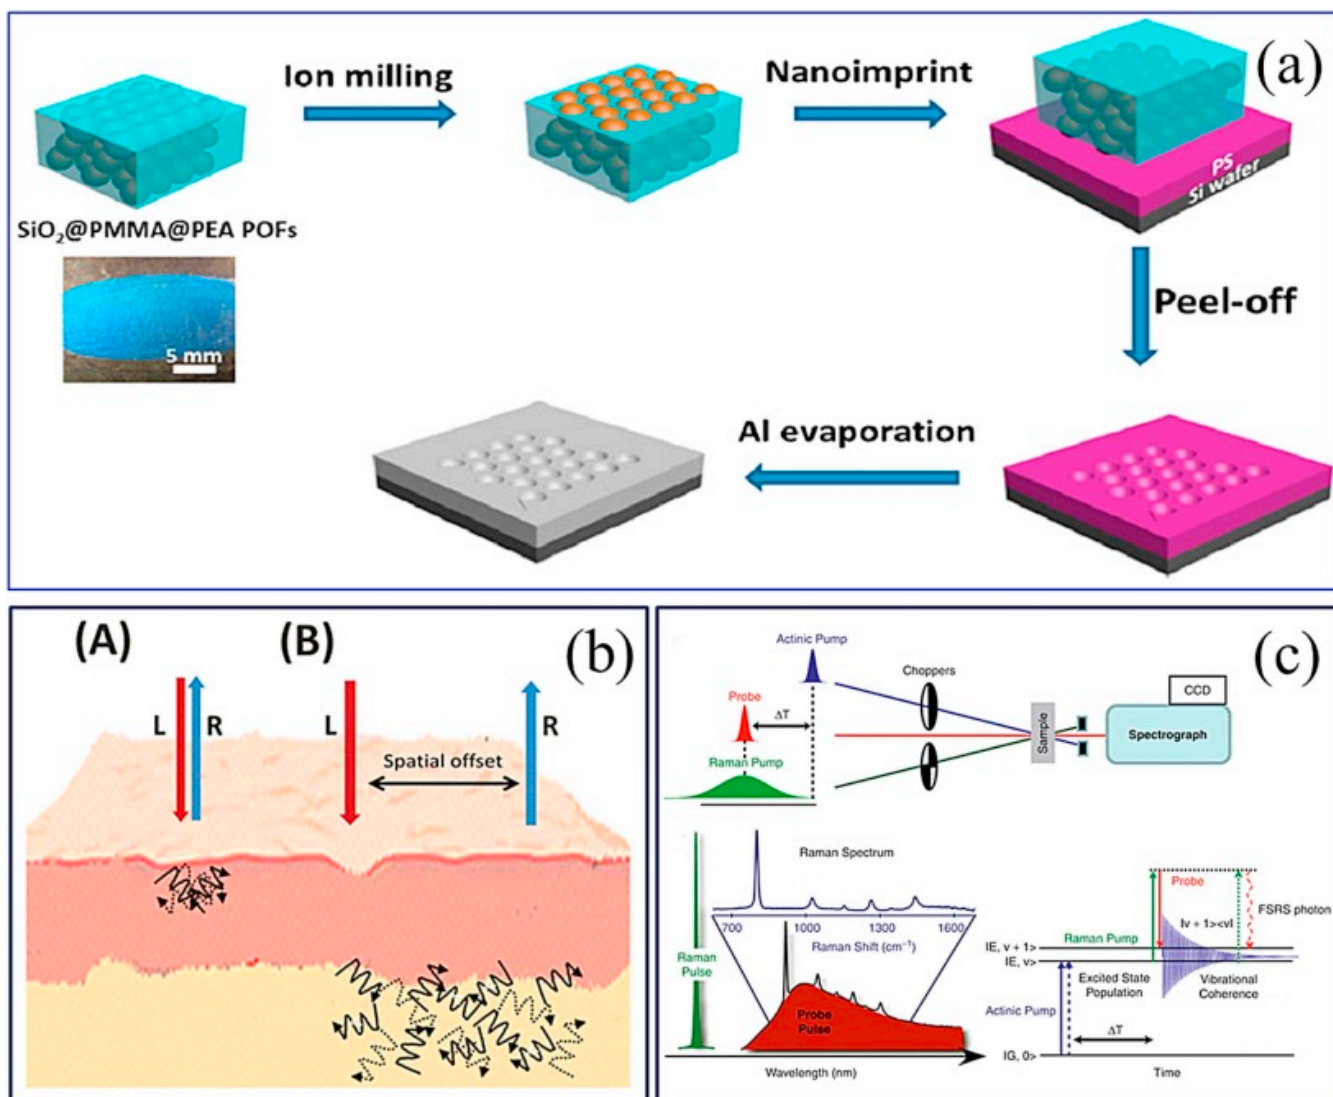 (a)
Ion milling
Nanoimprint
PS
Si wafer
SiO₂@PMMA@PEA POFs
5 mm
Peel-off
Al evaporation
(A)
(B)
(b)
L
R
L
R
Spatial offset
(c)
Actinic Pump
Choppers
CCD
Probe
ΔT
Sample
Spectrograph
Raman Pump
Raman Spectrum
700
1000
1300
1600
Raman Shift (cm⁻¹)
Raman
Pulse
Probe
Pulse
Wavelength (nm)
Probe
FSRS photon
Iv + 1><vI
Raman Pump
IE, v + 1>
IE, v>
Excited State
Population
Vibrational
Coherence
Actinic Pump
ΔT
IG, 0>
Time